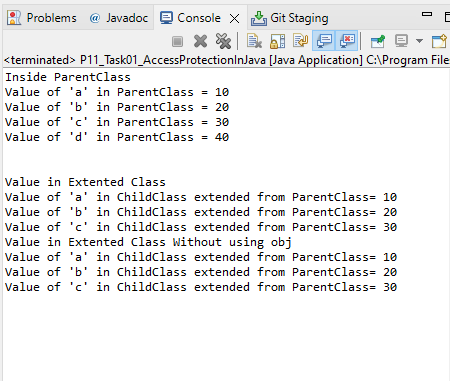 Problems @ Javadoc Console Git Staging
<terminated> P11_Task01_AccessProtectionInJava [Java Application] C:\Program File
Inside ParentClass
Value of 'a' in ParentClass = 10
Value of 'b' in ParentClass = 20
Value of 'c' in ParentClass = 30
Value of 'd' in ParentClass = 40
Value in Extented Class
Value of 'a' in ChildClass extended from ParentClass= 10
Value of 'b' in ChildClass extended from ParentClass= 20
Value of 'c' in ChildClass extended from ParentClass= 30
Value in Extented Class Without using obj
Value of 'a' in ChildClass extended from ParentClass= 10
Value of 'b' in ChildClass extended from ParentClass= 20
Value of 'c' in ChildClass extended from ParentClass= 30